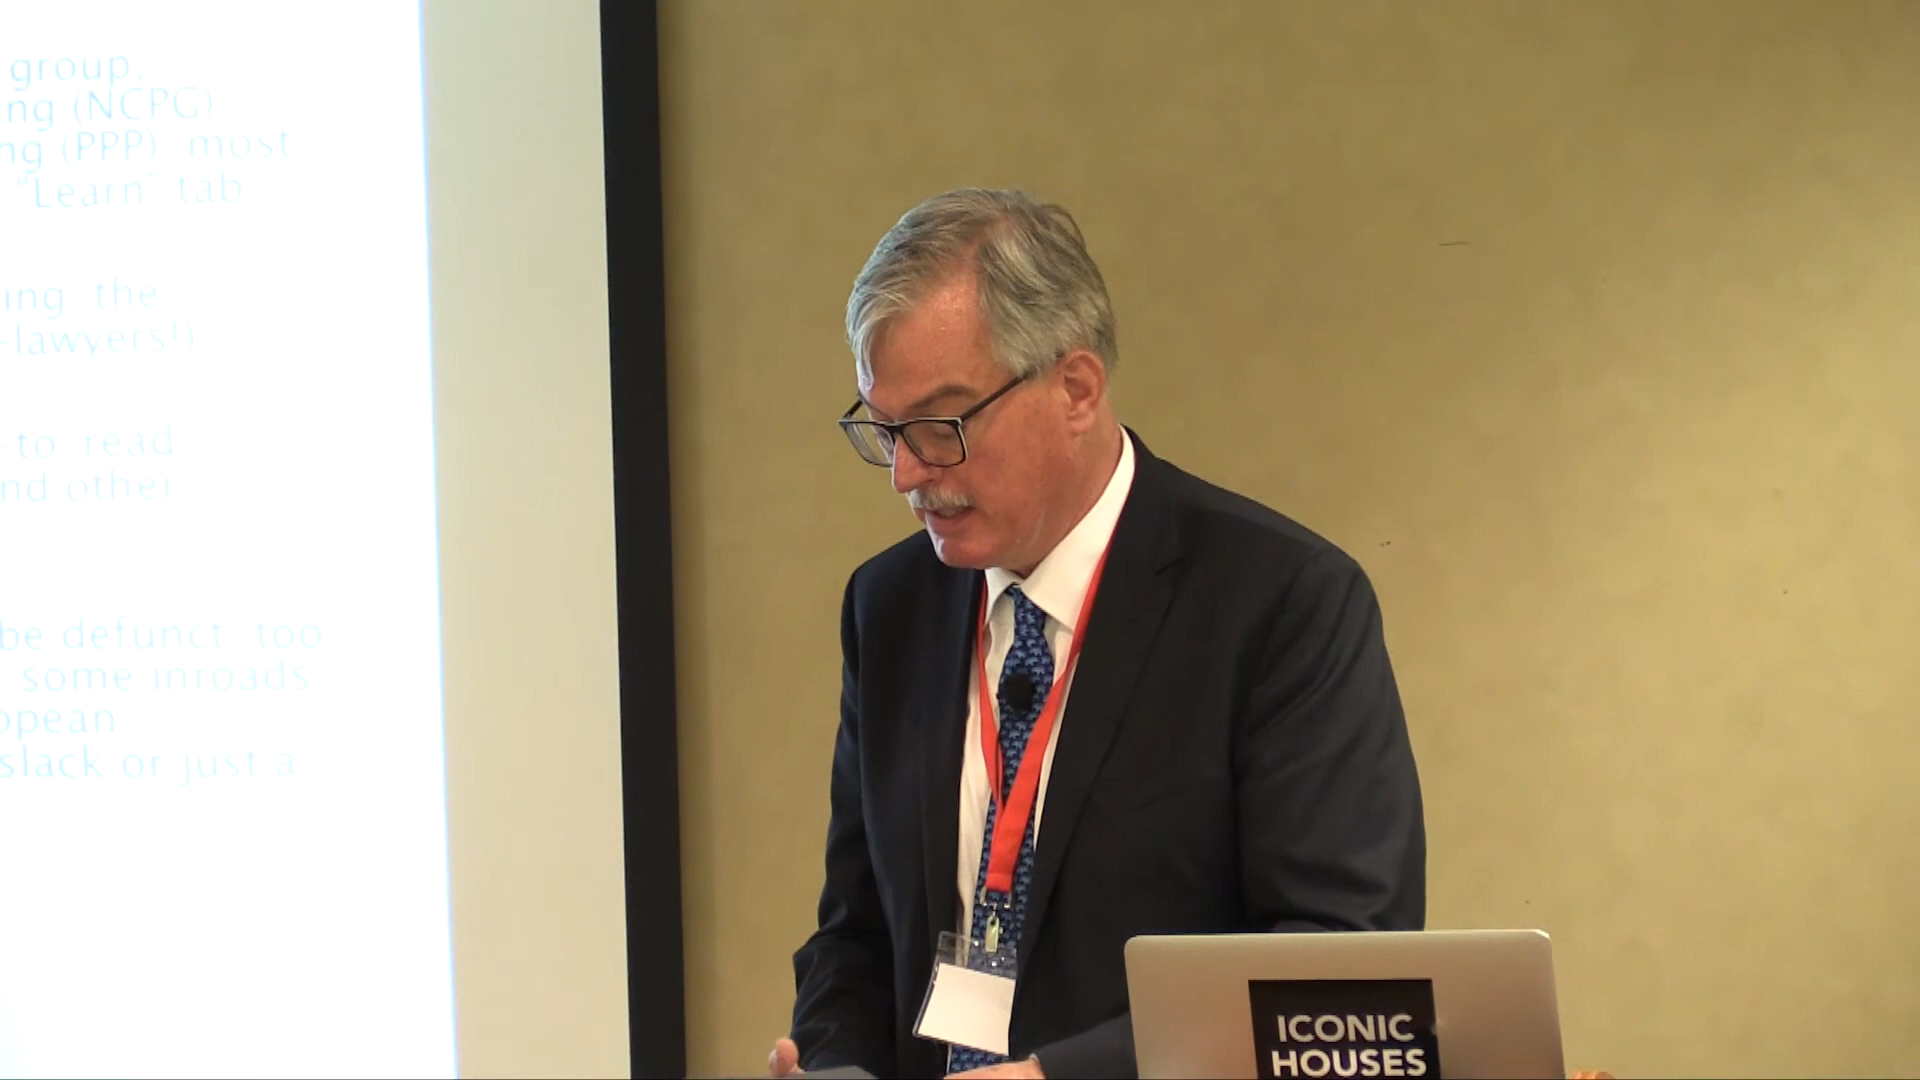 group,
ng (NCPG)
ng (PPP) most
"Learn" tab
ing the
-lawyers!),
-to read
nd other
be defunct too
some inroads
opean
slack or just a
ICONIC
HOUSES